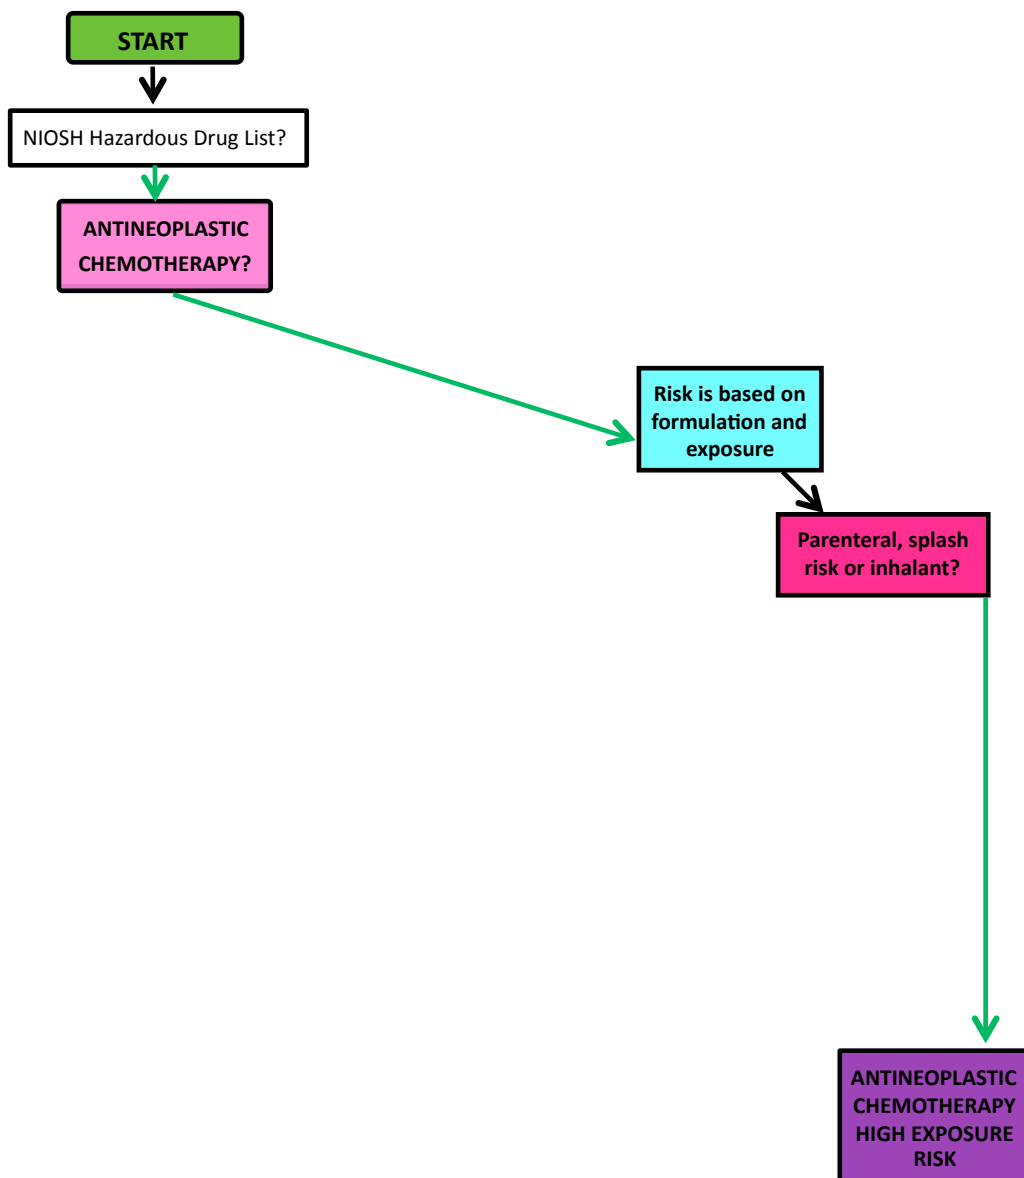 START
NIOSH Hazardous Drug List?
ANTINEOPLASTIC
CHEMOTHERAPY?
Risk is based on
formulation and
exposure
Parenteral, splash
risk or inhalant?
ANTINEOPLASTIC
CHEMOTHERAPY
HIGH EXPOSURE
RISK